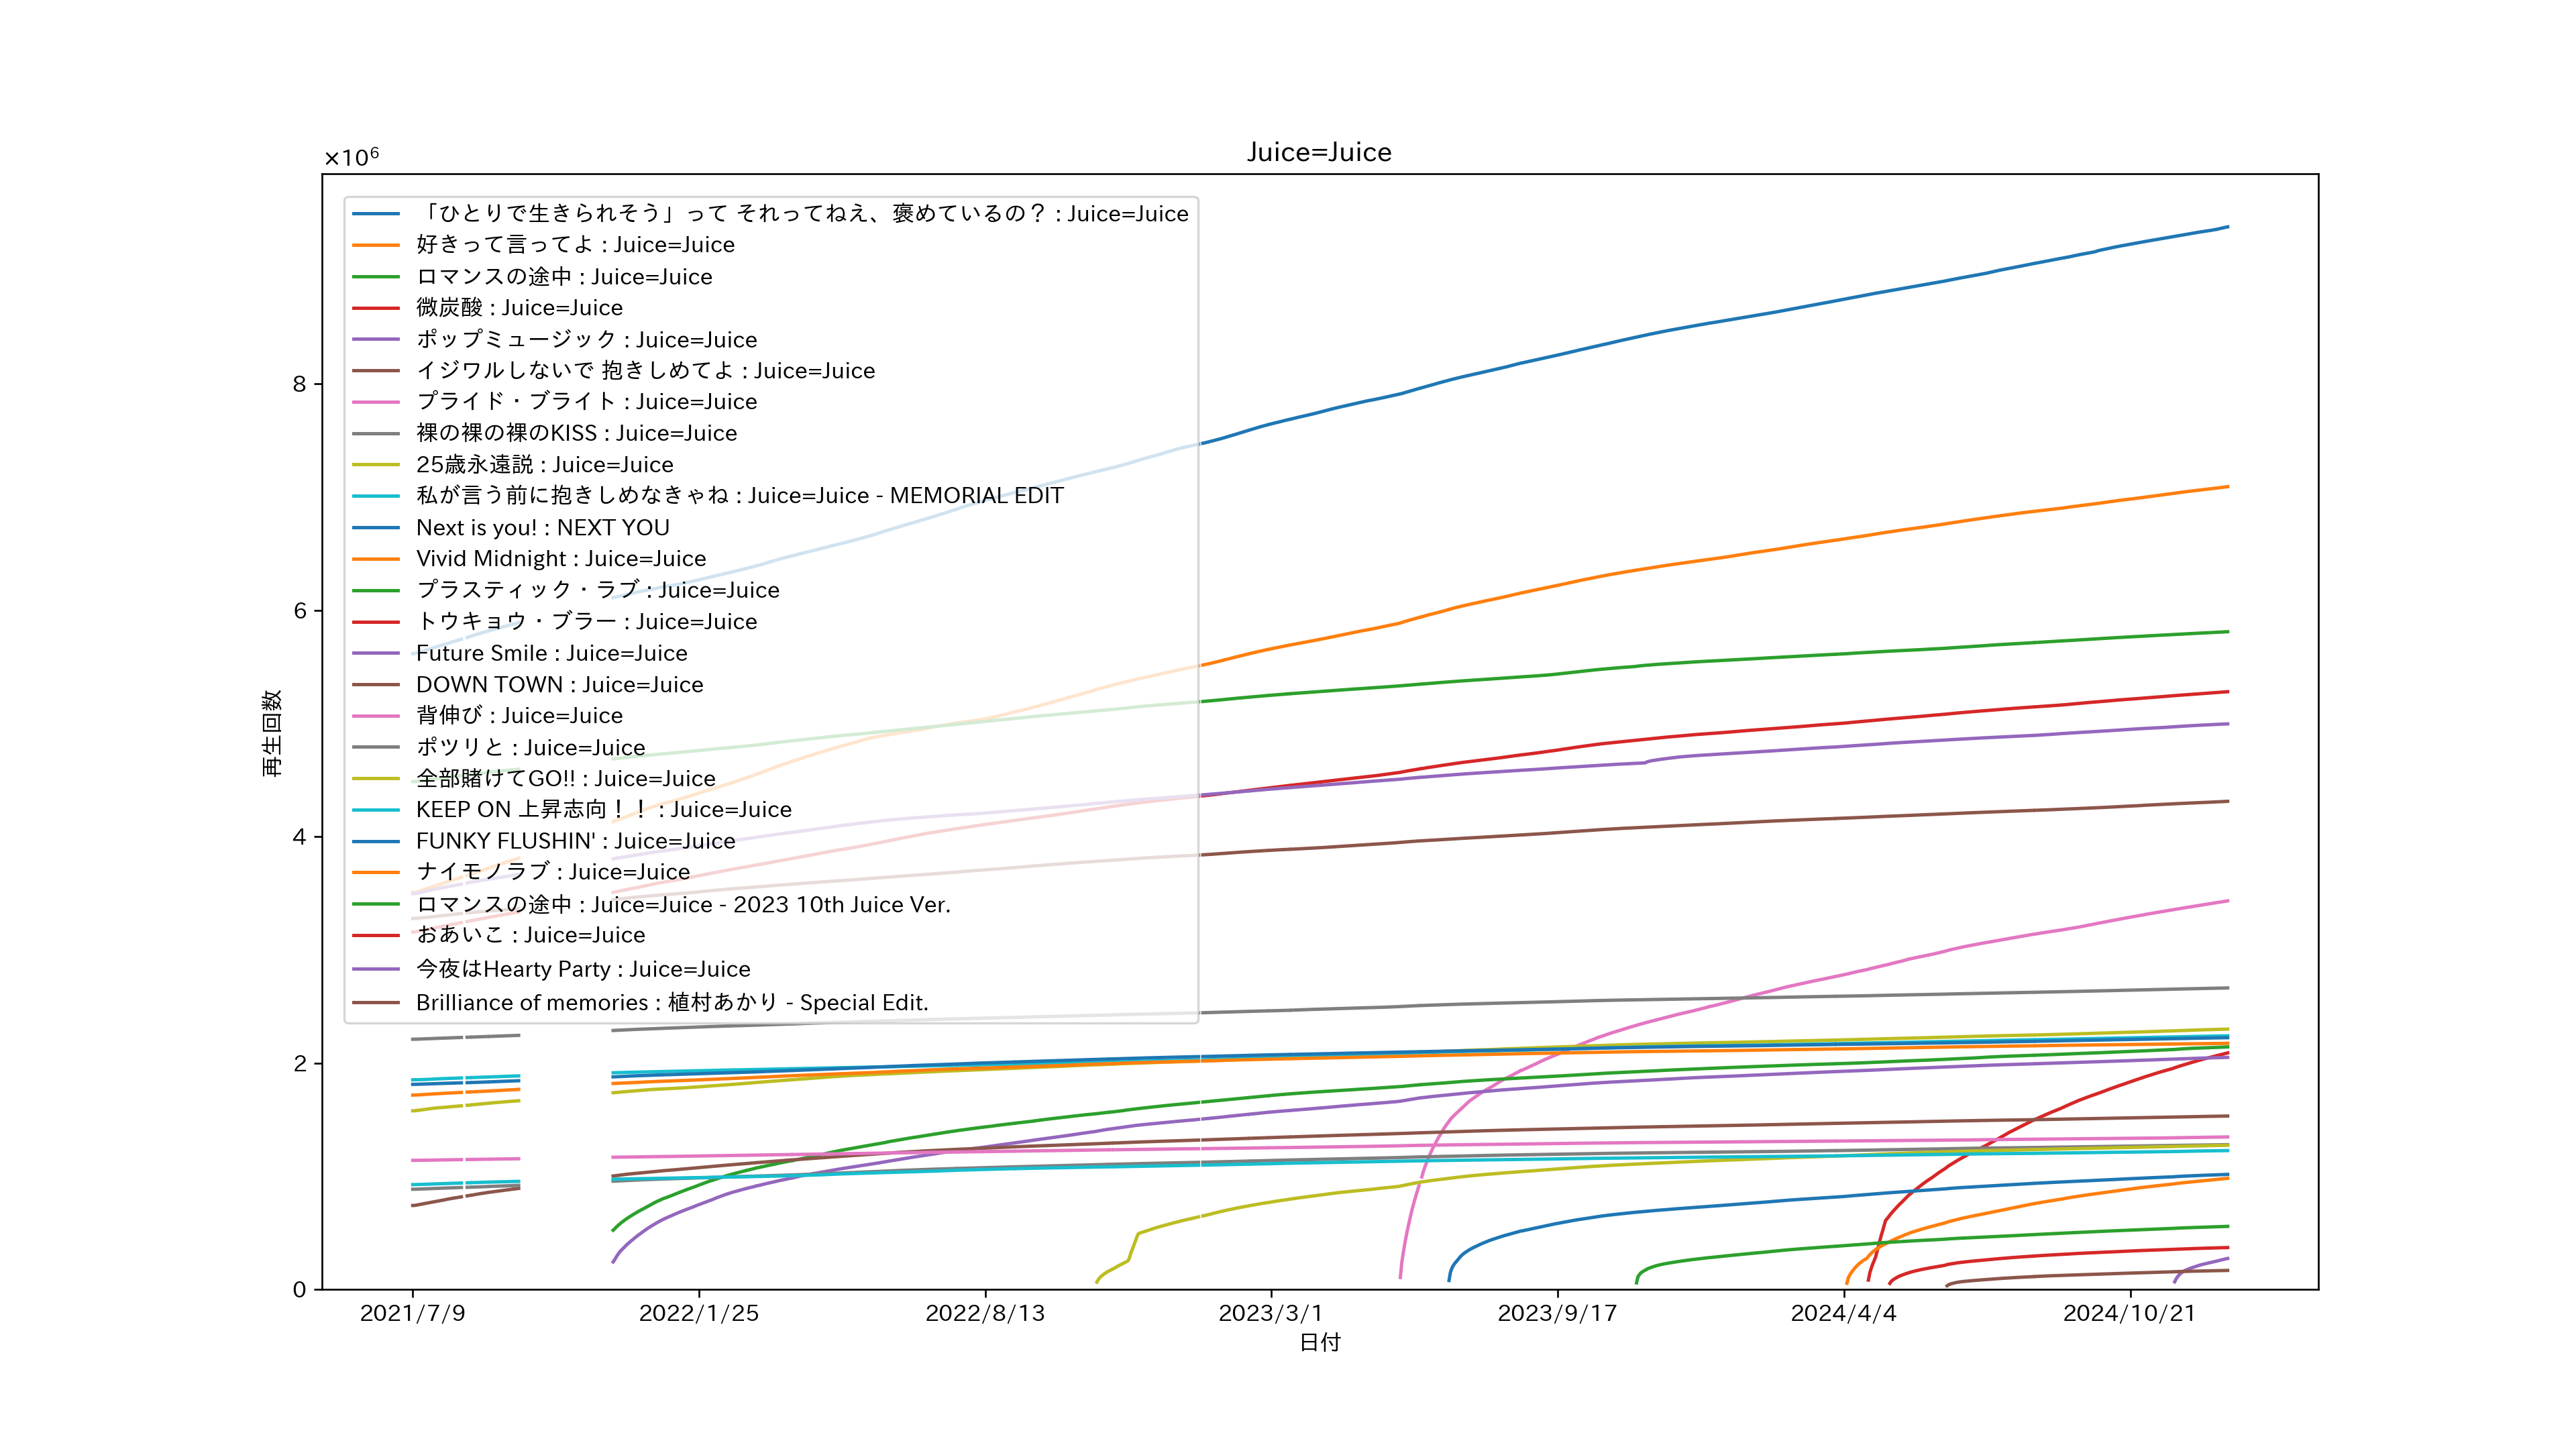 Juice=Juice
×10⁶
「ひとりで生きられそう」って それってねえ、褒めているの？ : Juice=Juice
好きって言ってよ : Juice=Juice
ロマンスの途中 : Juice=Juice
微炭酸 : Juice=Juice
ポップミュージック : Juice=Juice
イジワルしないで 抱きしめてよ : Juice=Juice
プライド・ブライト : Juice=Juice
裸の裸の裸のKISS : Juice=Juice
25歳永遠説 : Juice=Juice
私が言う前に抱きしめなきゃね : Juice=Juice - MEMORIAL EDIT
Next is you! : NEXT YOU
Vivid Midnight : Juice=Juice
プラスティック・ラブ : Juice=Juice
トウキョウ・ブラー : Juice=Juice
Future Smile : Juice=Juice
DOWN TOWN : Juice=Juice
背伸び : Juice=Juice
ポツリと : Juice=Juice
全部賭けてGO!! : Juice=Juice
KEEP ON 上昇志向！！ : Juice=Juice
FUNKY FLUSHIN' : Juice=Juice
ナイモノラブ : Juice=Juice
ロマンスの途中 : Juice=Juice - 2023 10th Juice Ver.
おあいこ : Juice=Juice
今夜はHearty Party : Juice=Juice
Brilliance of memories : 植村あかり - Special Edit.
8
6
4
2
0
再生回数
2021/7/9
2022/1/25
2022/8/13
2023/3/1
2023/9/17
2024/4/4
2024/10/21
日付